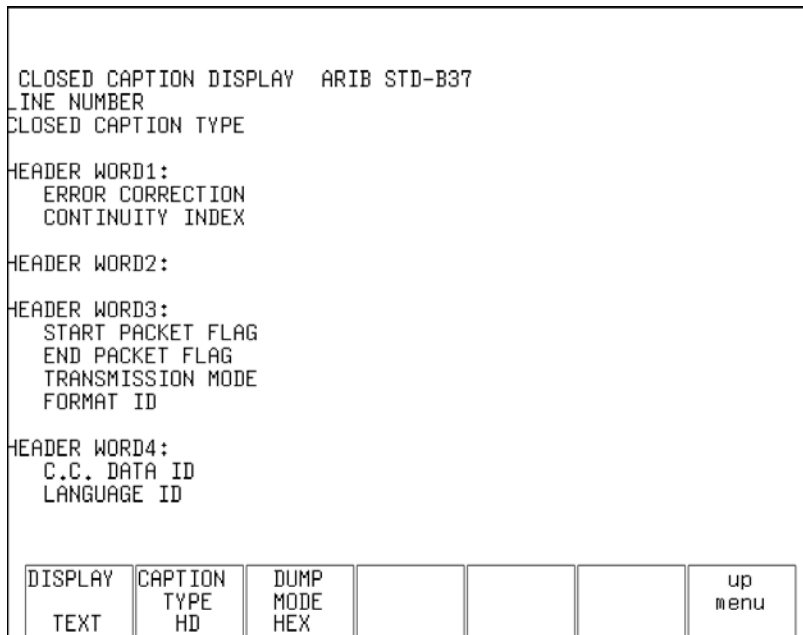 CLOSED CAPTION DISPLAY ARIB STD-B37
LINE NUMBER
CLOSED CAPTION TYPE
HEADER WORD1:
ERROR CORRECTION
CONTINUITY INDEX
HEADER WORD2:
HEADER WORD3:
START PACKET FLAG
END PACKET FLAG
TRANSMISSION MODE
FORMAT ID
HEADER WORD4:
C.C. DATA ID
LANGUAGE ID
DISPLAY CAPTION DUMP up
TYPE MODE menu
TEXT HD HEX